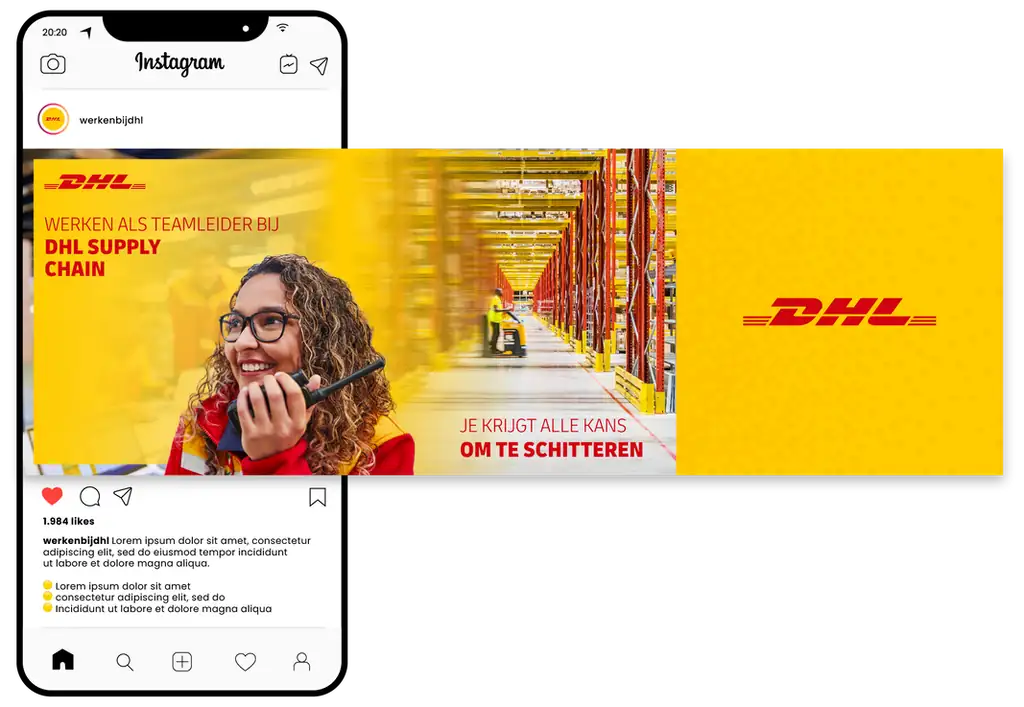 20:20
Instagram
werkenbijdhl
DHL
WERKEN ALS TEAMLEIDER BIJ
DHL SUPPLY
CHAIN
JE KRIJGT ALLE KANS
OM TE SCHITTEREN
DHL
1.984 likes
werkenbijdhl Lorem ipsum dolor sit amet, consectetur
adipiscing elit, sed do eiusmod tempor incididunt
ut labore et dolore magna aliqua.
Lorem ipsum dolor sit amet
consectetur adipiscing elit, sed do
Incididunt ut labore et dolore magna aliqua